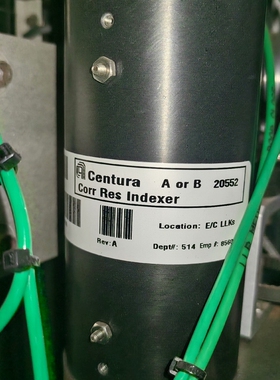 Centura A or B 20552
Corr Res Indexer
Location: E/C LLKs
Rev: A Dept#: 514 Emp #: